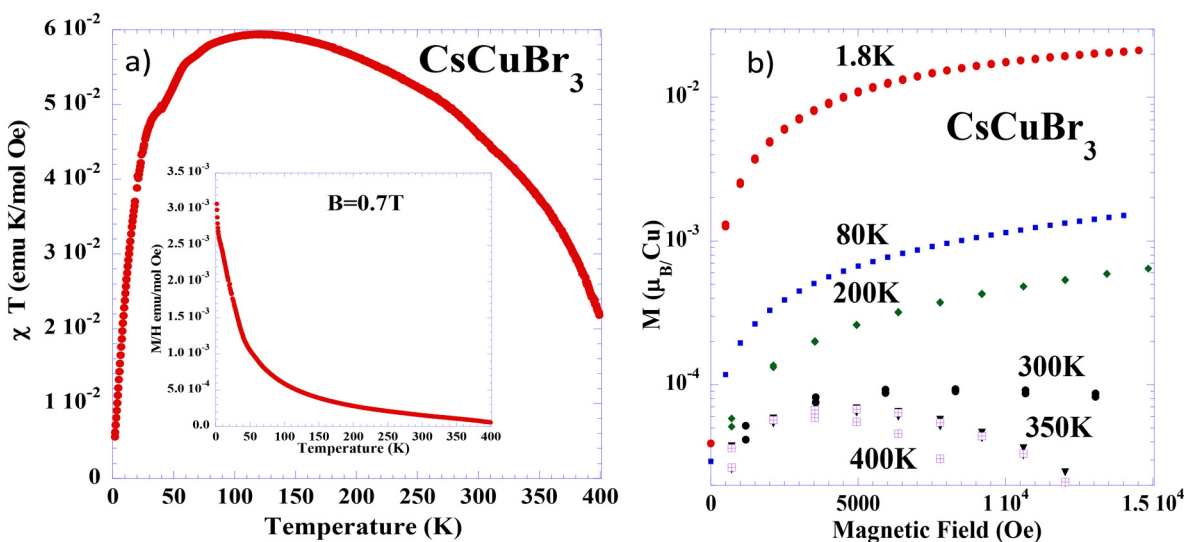 a)
CsCuBr3
χ T (emu K/mol Oe)
6 10-2
5 10-2
4 10-2
3 10-2
2 10-2
1 10-2
0
0 50 100 150 200 250 300 350 400
Temperature (K)
B=0.7T
M/H emu/mol Oe)
3.5 10-3
3.0 10-3
2.5 10-3
2.0 10-3
1.5 10-3
1.0 10-3
5.0 10-4
0.0
0 50 100 150 200 250 300 350 400
Temperature (K)
b)
CsCuBr3
M (μB/Cu)
10-2
10-3
10-4
1.8K
80K
200K
300K
350K
400K
0 5000 1 104 1.5 104
Magnetic Field (Oe)